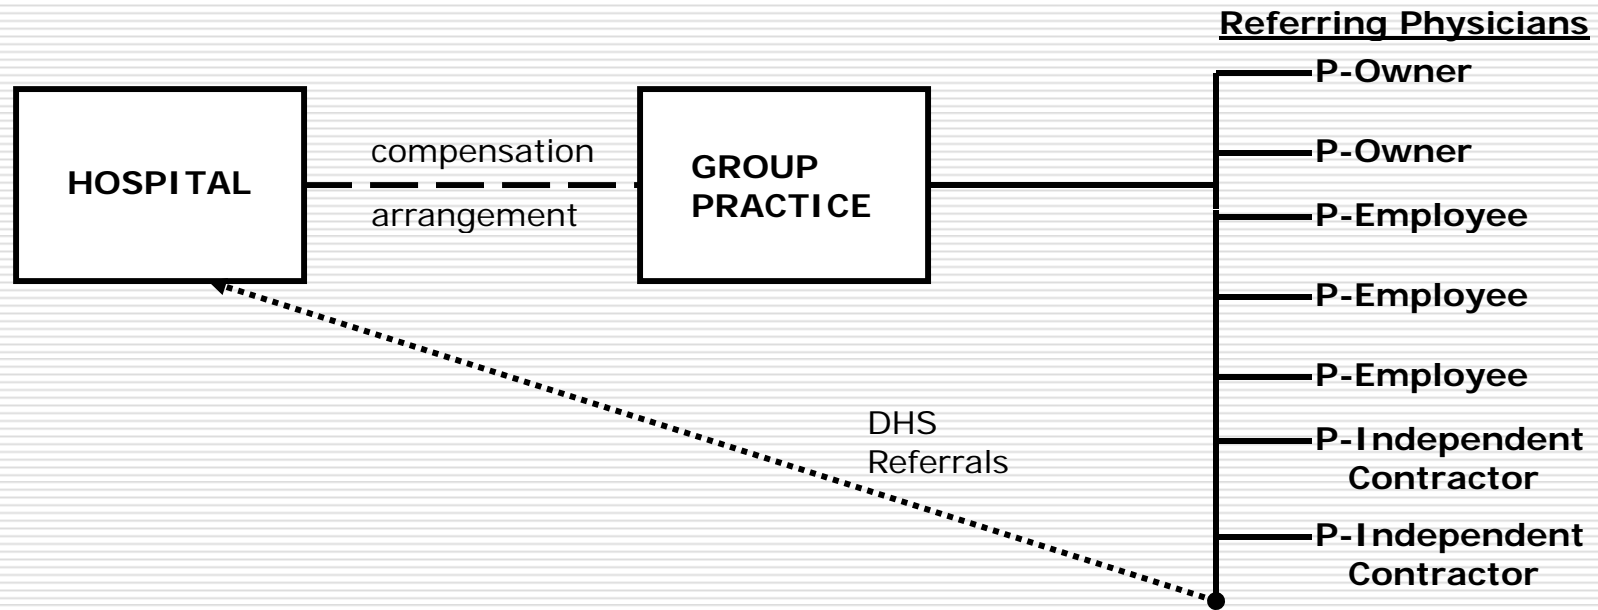 Referring Physicians
P-Owner
compensation
P-Owner
HOSPITAL
GROUP
PRACTICE
arrangement
P-Employee
P-Employee
P-Employee
DHS
Referrals
P-Independent
Contractor
P-Independent
Contractor